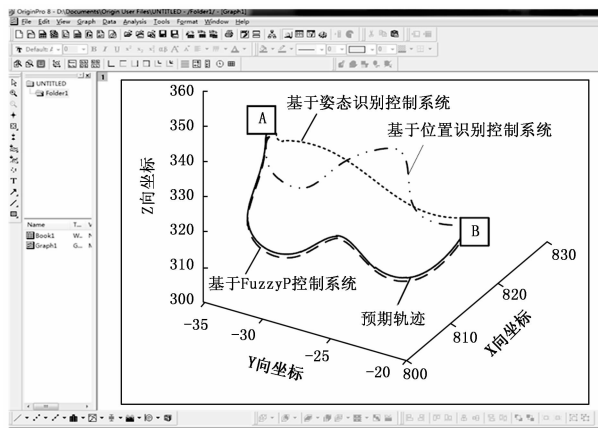 OriginPro 8 - D:\Documents\Origin User Files\UNTITLED - /Folder1/ - [Graph1]
File Edit View Graph Data Analysis Tools Format Window Help
Default: A
B I U
UNTITLED
Folder1
1
Name T... V
Book1 W.. N
Graph1 G.. M
360
350
340
330
320
310
300
Z向坐标
A
基于姿态识别控制系统
基于位置识别控制系统
B
基于FuzzyP控制系统
预期轨迹
-35
-30
-25
-20
Y向坐标
800
810
820
830
X向坐标